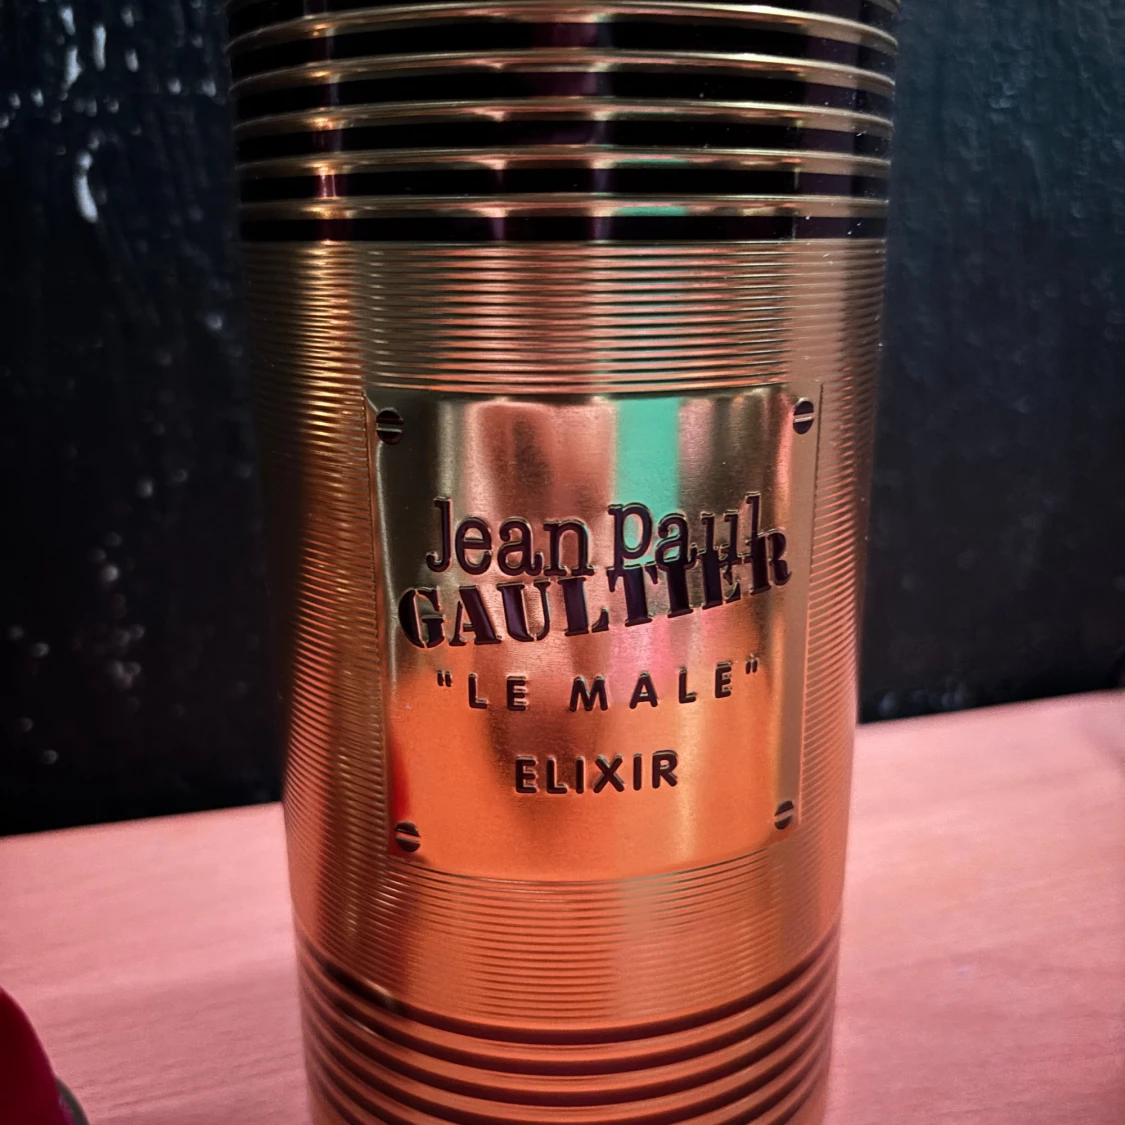 Jean Paul
GAULTIER
"LE MALE"
ELIXIR